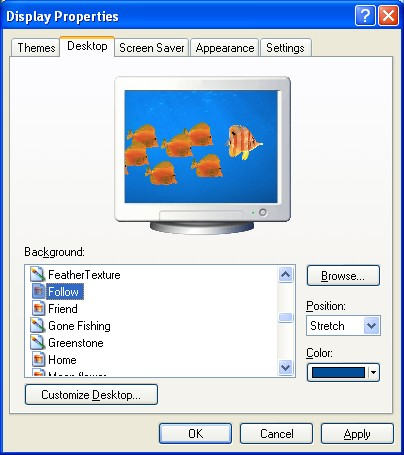 Display Properties
Themes Desktop Screen Saver Appearance Settings
Background:
FeatherTexture
Follow
Friend
Gone Fishing
Greenstone
Home
Browse...
Position:
Stretch
Color:
Customize Desktop...
OK Cancel Apply